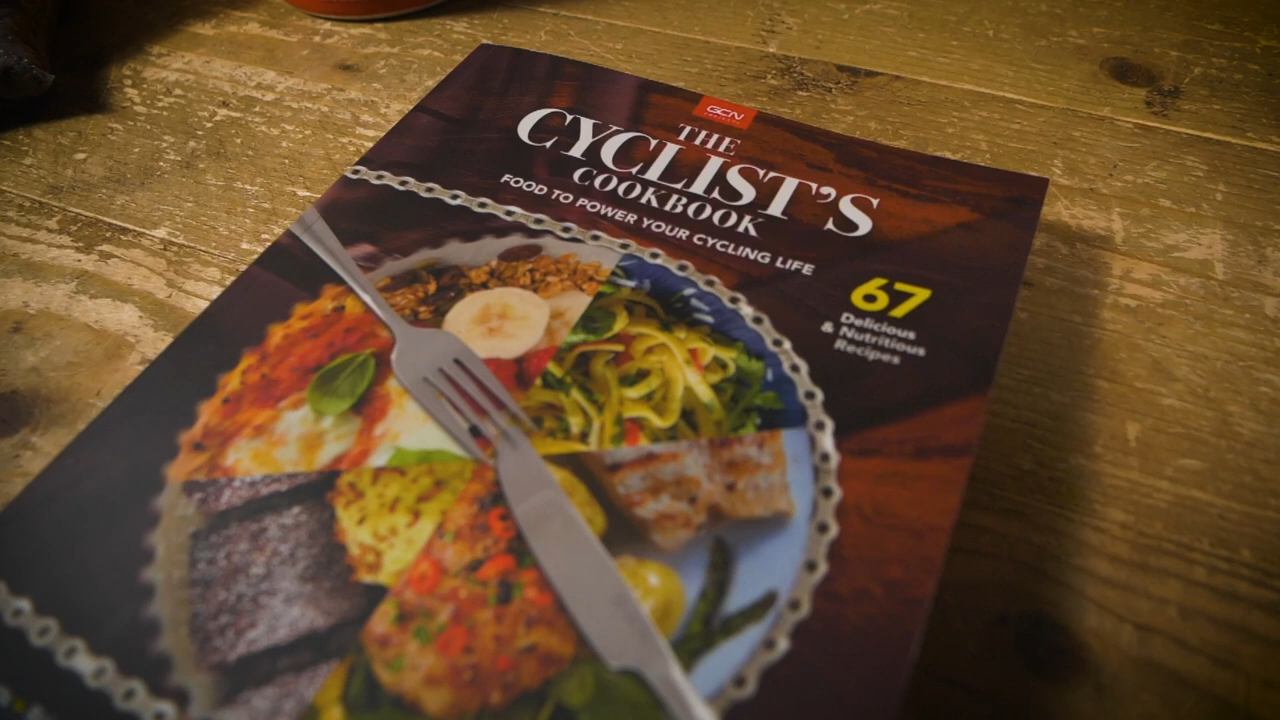 GCN
THE
CYCLIST'S
COOKBOOK
FOOD TO POWER YOUR CYCLING LIFE
67
Delicious
& Nutritious
Recipes